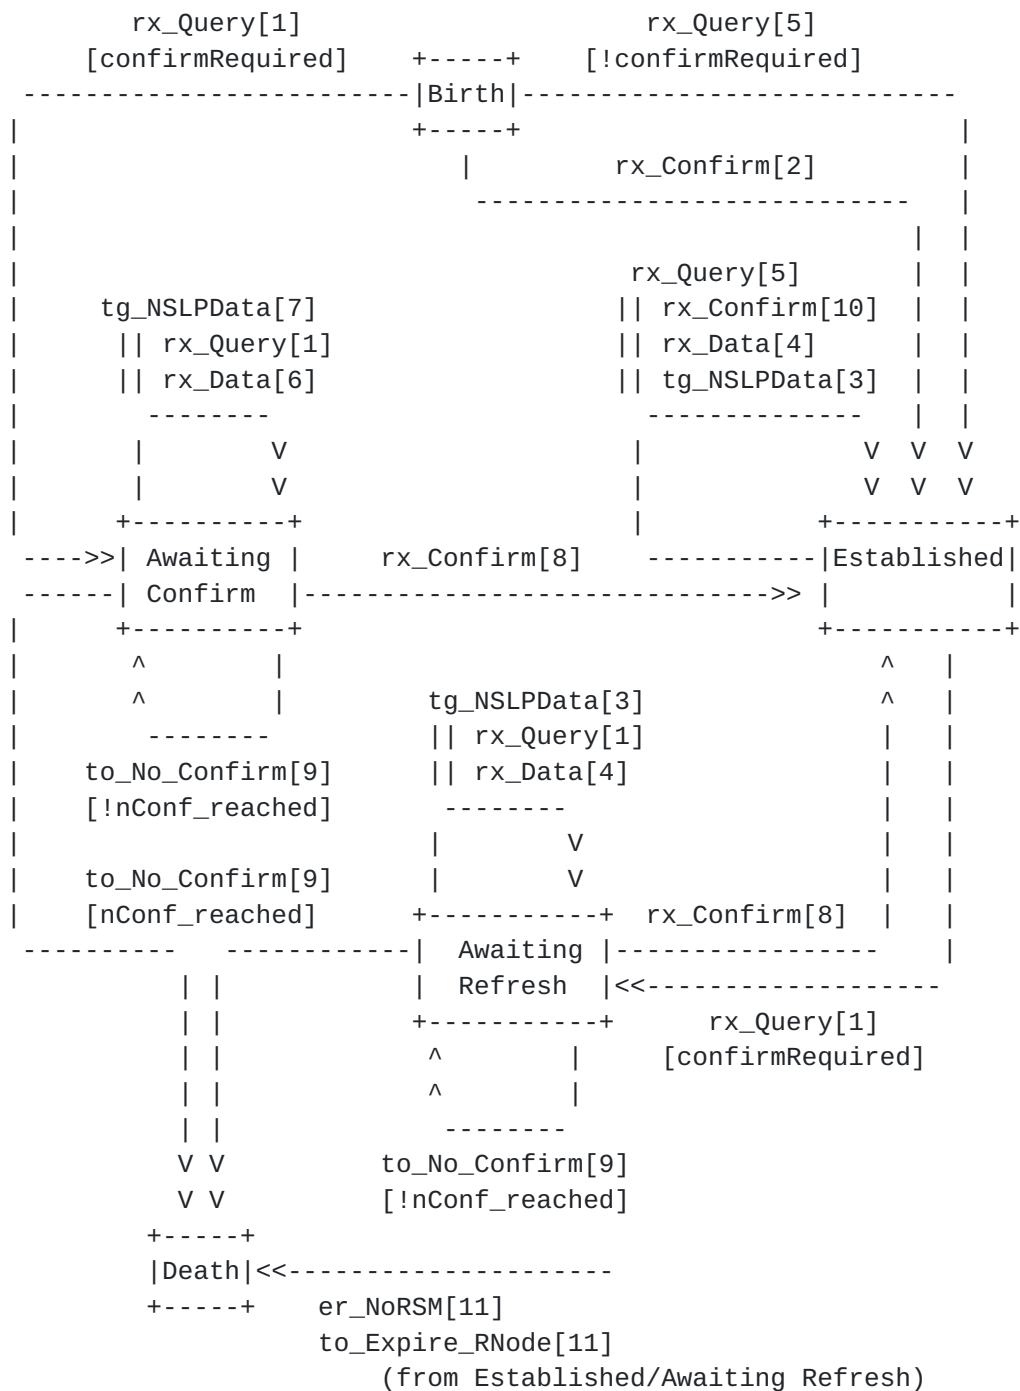 rx_Query[1] rx_Query[5]
[confirmRequired] [!confirmRequired]
Birth
rx_Confirm[2]
rx_Query[5]
tg_NSLPData[7] || rx_Confirm[10]
|| rx_Query[1] || rx_Data[4]
|| rx_Data[6] || tg_NSLPData[3]
Awaiting rx_Confirm[8] Established
Confirm
tg_NSLPData[3]
|| rx_Query[1]
to_No_Confirm[9] || rx_Data[4]
[!nConf_reached]
to_No_Confirm[9]
[nConf_reached] rx_Confirm[8]
Awaiting
Refresh
rx_Query[1]
[confirmRequired]
to_No_Confirm[9]
[!nConf_reached]
Death
er_NoRSM[11]
to_Expire_RNode[11]
(from Established/Awaiting Refresh)